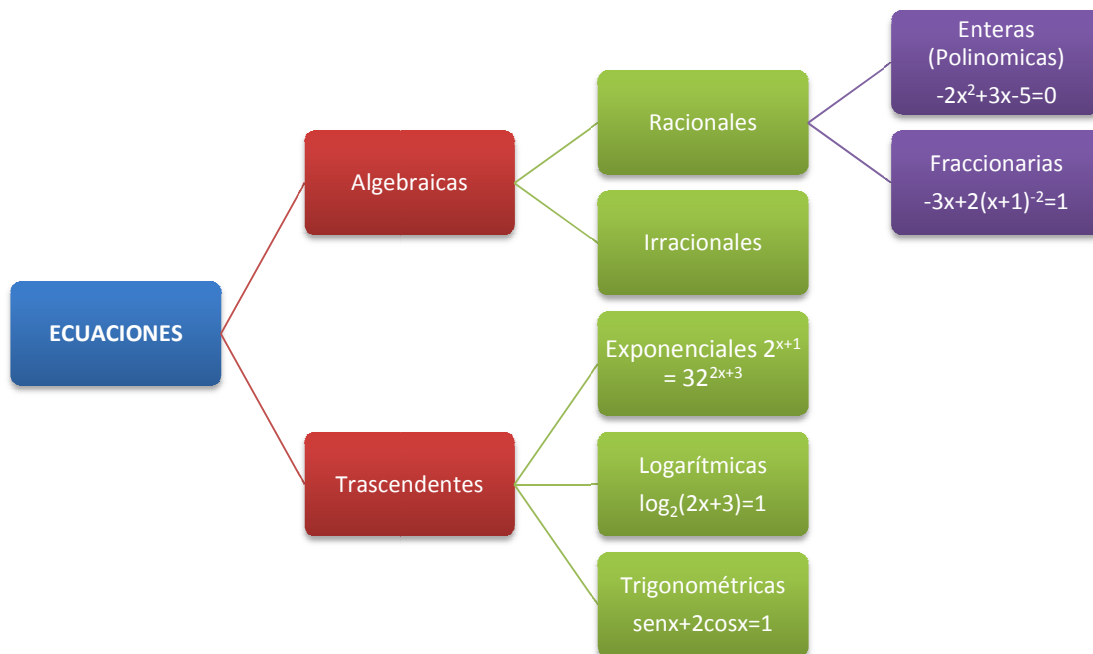 ECUACIONES
Algebraicas
Racionales
Enteras
(Polinomicas)
-2x²+3x-5=0
Fraccionarias
-3x+2(x+1)⁻²=1
Irracionales
Trascendentes
Exponenciales 2ˣ⁺¹
= 32²ˣ⁺³
Logarítmicas
log₂(2x+3)=1
Trigonométricas
senx+2cosx=1